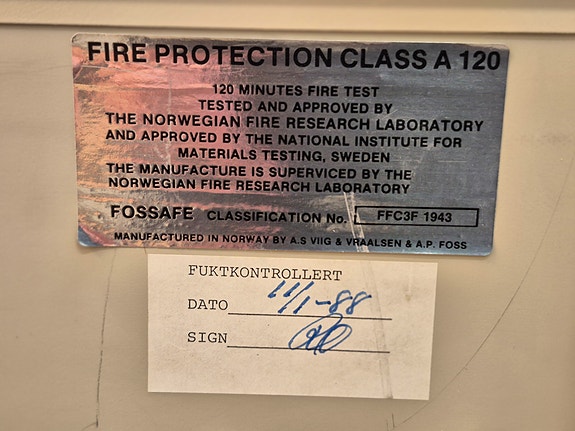 FIRE PROTECTION CLASS A 120
120 MINUTES FIRE TEST
TESTED AND APPROVED BY
THE NORWEGIAN FIRE RESEARCH LABORATORY
AND APPROVED BY THE NATIONAL INSTITUTE FOR
MATERIALS TESTING, SWEDEN
THE MANUFACTURE IS SUPERVICED BY THE
NORWEGIAN FIRE RESEARCH LABORATORY
FOSSAFE CLASSIFICATION No. FFC3F 1943
MANUFACTURED IN NORWAY BY A.S VIIG & VRAALSEN & A.P. FOSS
FUKTKONTROLLERT
DATO 11/1-88
SIGN